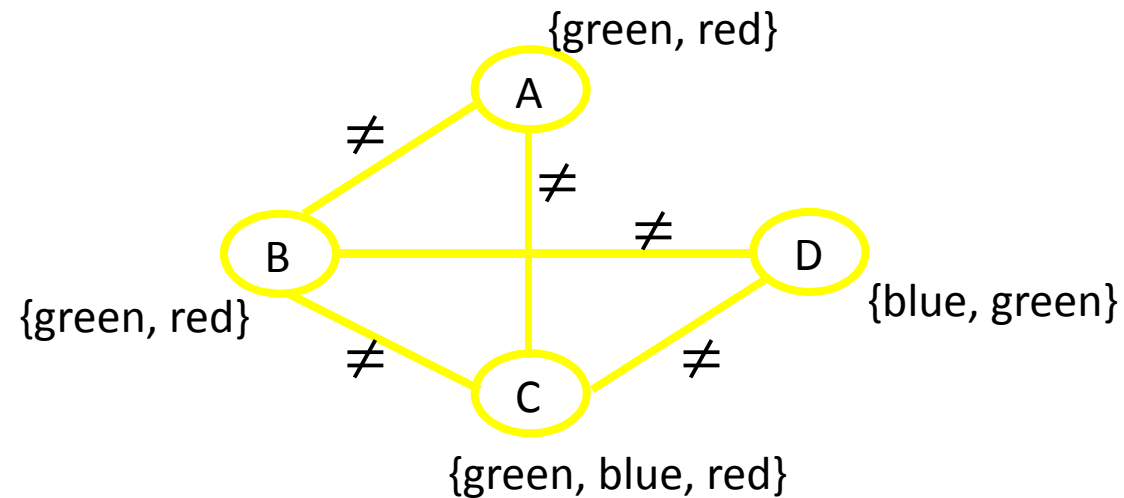 {green, red}
A
≠
≠
≠
B
D
{green, red}
{blue, green}
≠
≠
C
{green, blue, red}